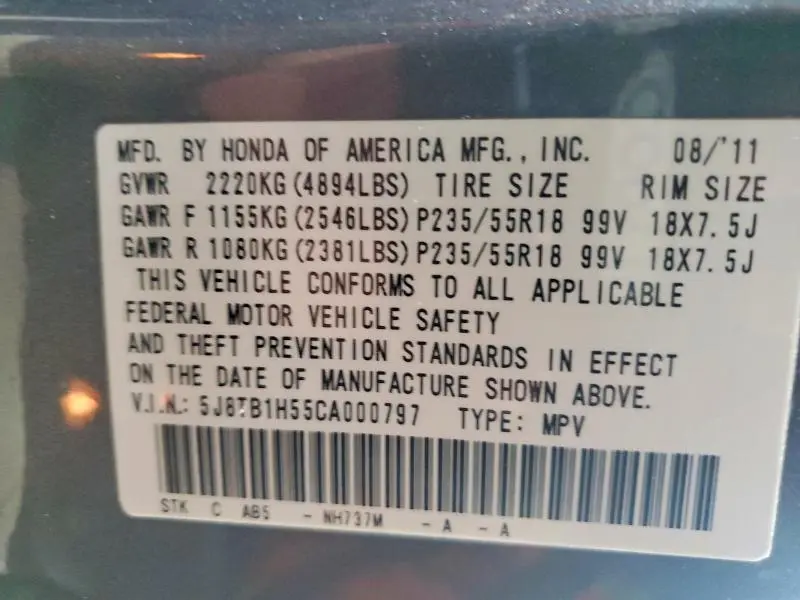 MFD. BY HONDA OF AMERICA MFG., INC. 08/'11
GVWR 2220KG(4894LBS) TIRE SIZE RIM SIZE
GAWR F 1155KG(2546LBS)P235/55R18 99V 18X7.5J
GAWR R 1080KG(2381LBS)P235/55R18 99V 18X7.5J
THIS VEHICLE CONFORMS TO ALL APPLICABLE
FEDERAL MOTOR VEHICLE SAFETY
AND THEFT PREVENTION STANDARDS IN EFFECT
ON THE DATE OF MANUFACTURE SHOWN ABOVE.
V.I.N.: 5J8TB1H55CA000797 TYPE: MPV
STK C AB5 - NH737M - A - A